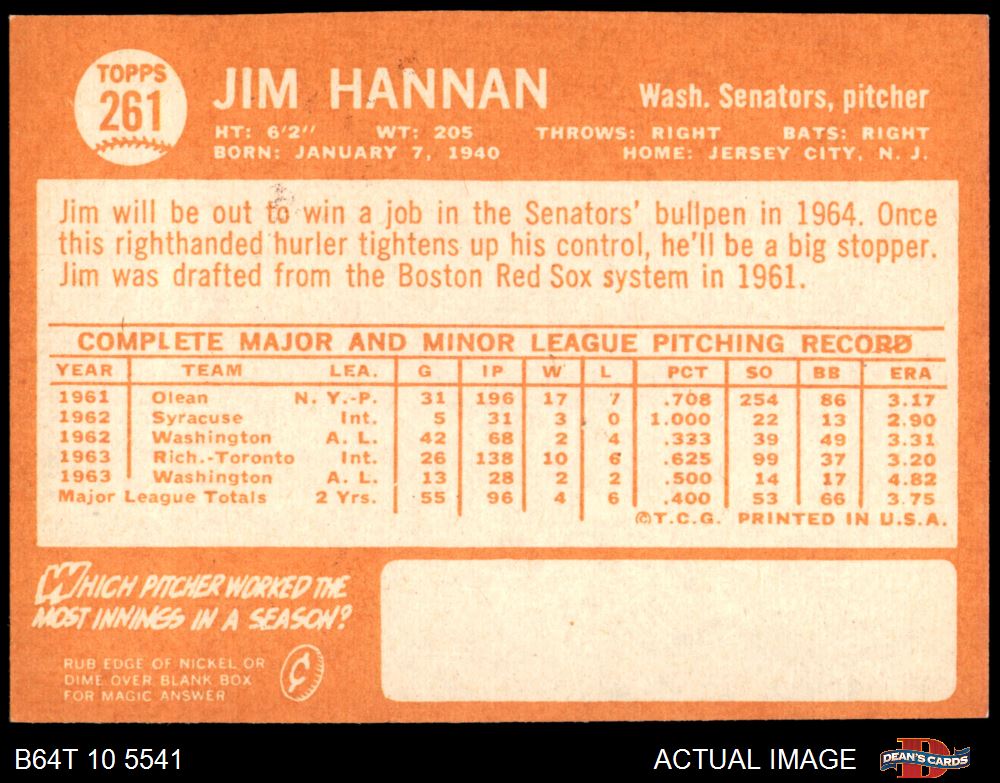 TOPPS
261
JIM HANNAN
Wash. Senators, pitcher
HT: 6'2" WT: 205 THROWS: RIGHT BATS: RIGHT
BORN: JANUARY 7, 1940 HOME: JERSEY CITY, N. J.
Jim will be out to win a job in the Senators' bullpen in 1964. Once
this righthanded hurler tightens up his control, he'll be a big stopper.
Jim was drafted from the Boston Red Sox system in 1961.
COMPLETE MAJOR AND MINOR LEAGUE PITCHING RECORD
YEAR TEAM LEA. G IP W L PCT SO BB ERA
1961 Olean N. Y.-P. 31 196 17 7 .708 254 86 3.17
1962 Syracuse Int. 5 31 3 0 1.000 22 13 2.90
1962 Washington A. L. 42 68 2 4 .333 39 49 3.31
1963 Rich.-Toronto Int. 26 138 10 6 .625 99 37 3.20
1963 Washington A. L. 13 28 2 2 .500 14 17 4.82
Major League Totals 2 Yrs. 55 96 4 6 .400 53 66 3.75
©T.C.G. PRINTED IN U.S.A.
WHICH PITCHER WORKED THE
MOST INNINGS IN A SEASON?
RUB EDGE OF NICKEL OR
DIME OVER BLANK BOX
FOR MAGIC ANSWER
¢
B64T 10 5541
ACTUAL IMAGE
D
DEAN'S CARDS